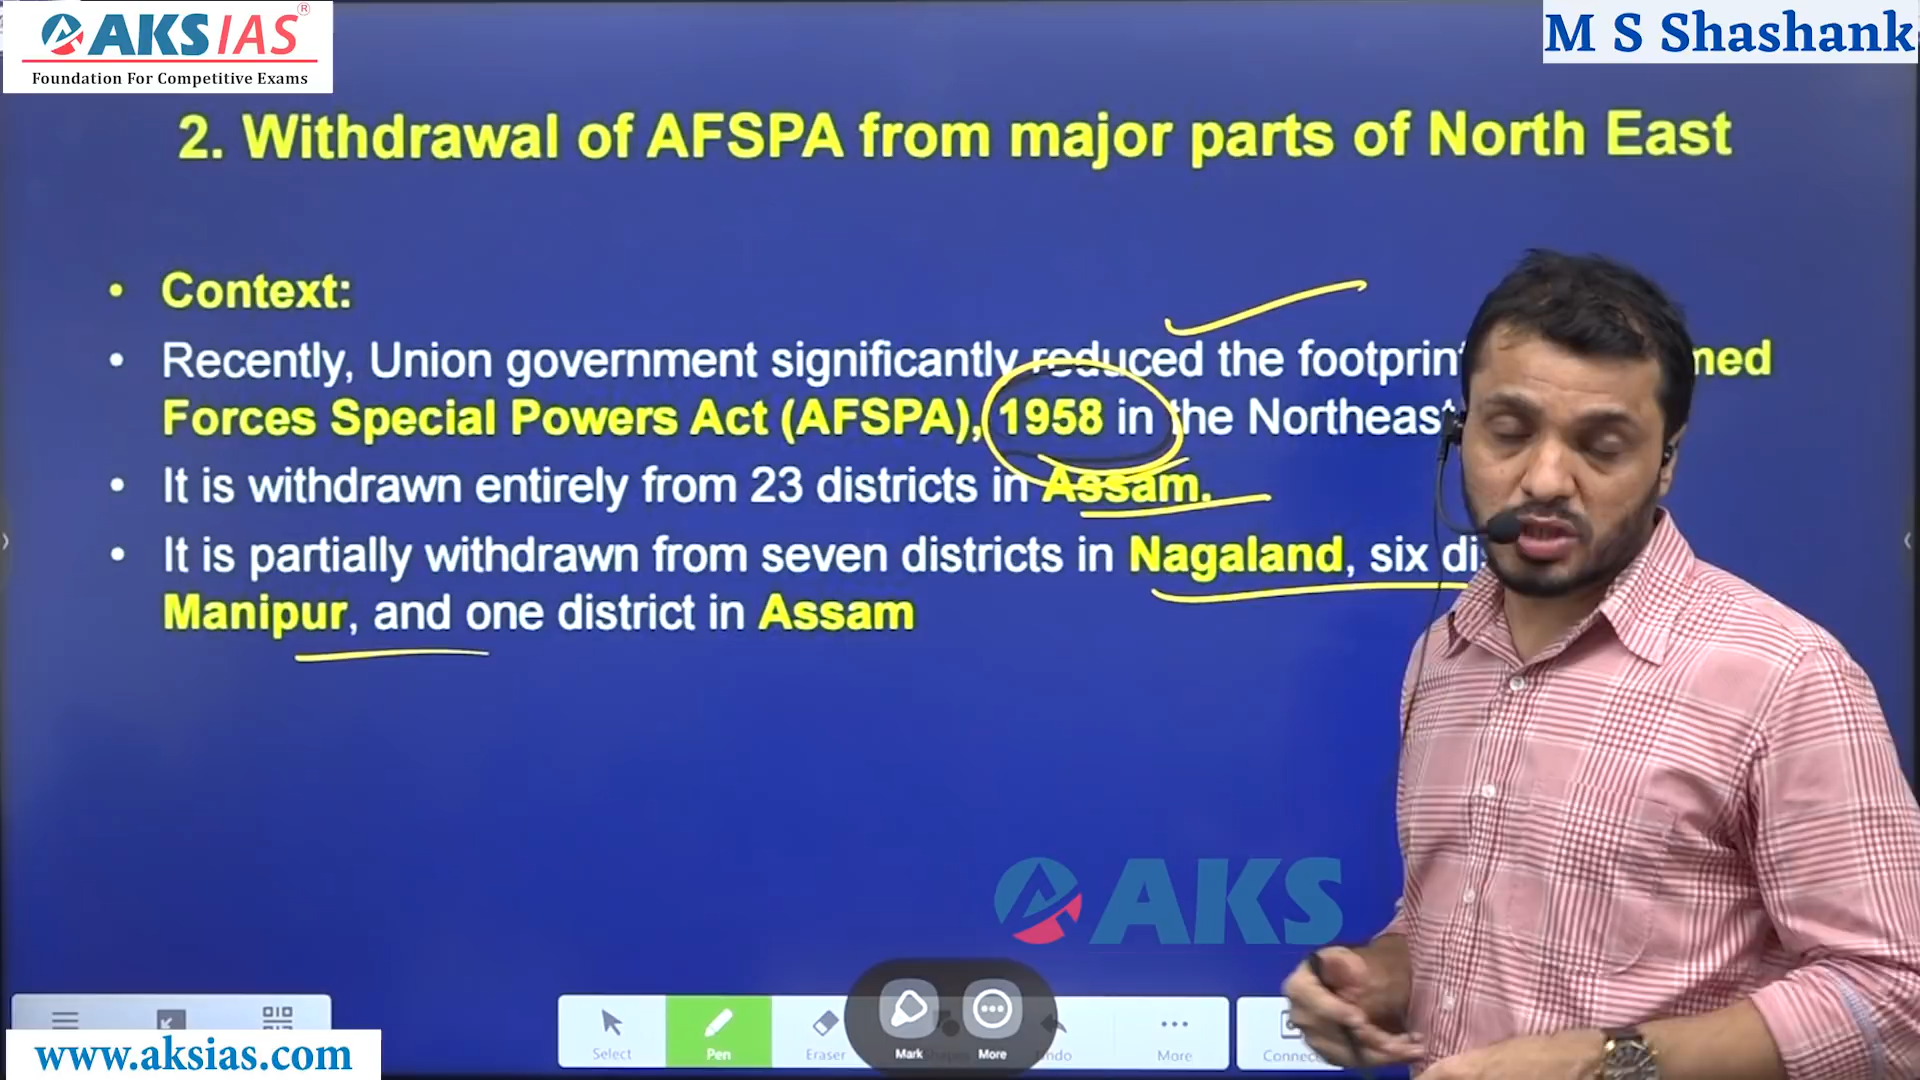 AKS IAS ®
Foundation For Competitive Exams
M S Shashank
2. Withdrawal of AFSPA from major parts of North East
• Context:
• Recently, Union government significantly reduced the footprint
Forces Special Powers Act (AFSPA), 1958 in the Northeast
• It is withdrawn entirely from 23 districts in Assam.
• It is partially withdrawn from seven districts in Nagaland, six
Manipur, and one district in Assam
AKS
Select Pen Eraser Mark More Undo More
www.aksias.com